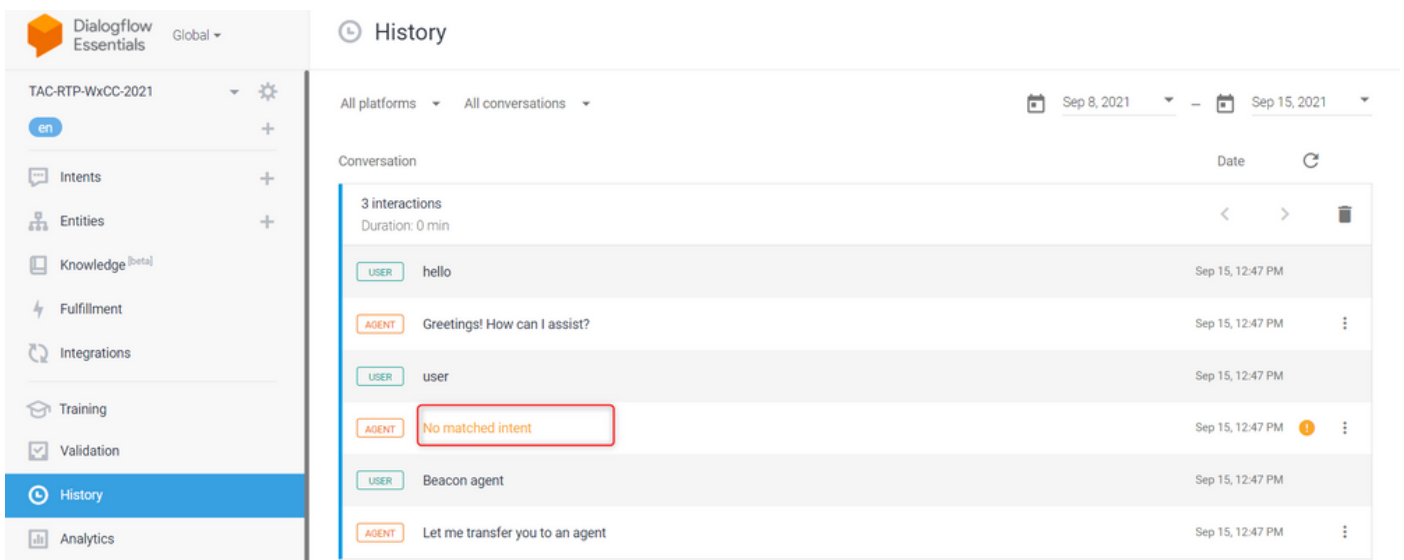 Dialogflow
Essentials
Global
History
TAC-RTP-WxCC-2021
en
All platforms
All conversations
Sep 8, 2021
–
Sep 15, 2021
Intents
Entities
Knowledge [beta]
Fulfillment
Integrations
Training
Validation
History
Analytics
Conversation
Date
3 interactions
Duration: 0 min
USER hello Sep 15, 12:47 PM
AGENT Greetings! How can I assist? Sep 15, 12:47 PM
USER user Sep 15, 12:47 PM
AGENT No matched intent Sep 15, 12:47 PM
USER Beacon agent Sep 15, 12:47 PM
AGENT Let me transfer you to an agent Sep 15, 12:47 PM